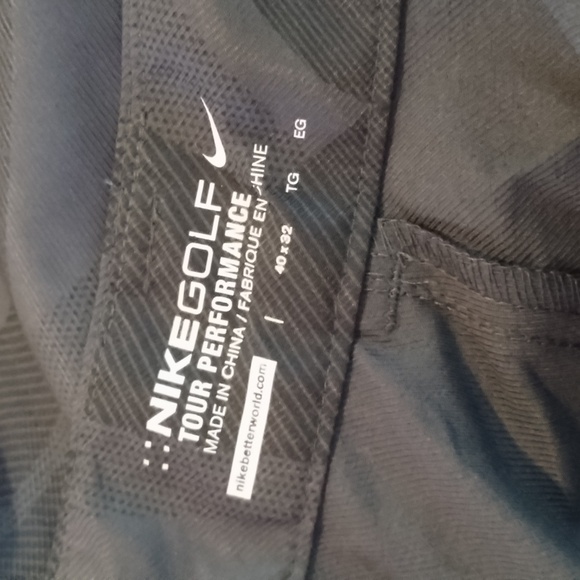 NIKEGOLF
TOUR PERFORMANCE
MADE IN CHINA / FABRIQUE EN CHINE
40 x 32 TG EG
nikebetterworld.com